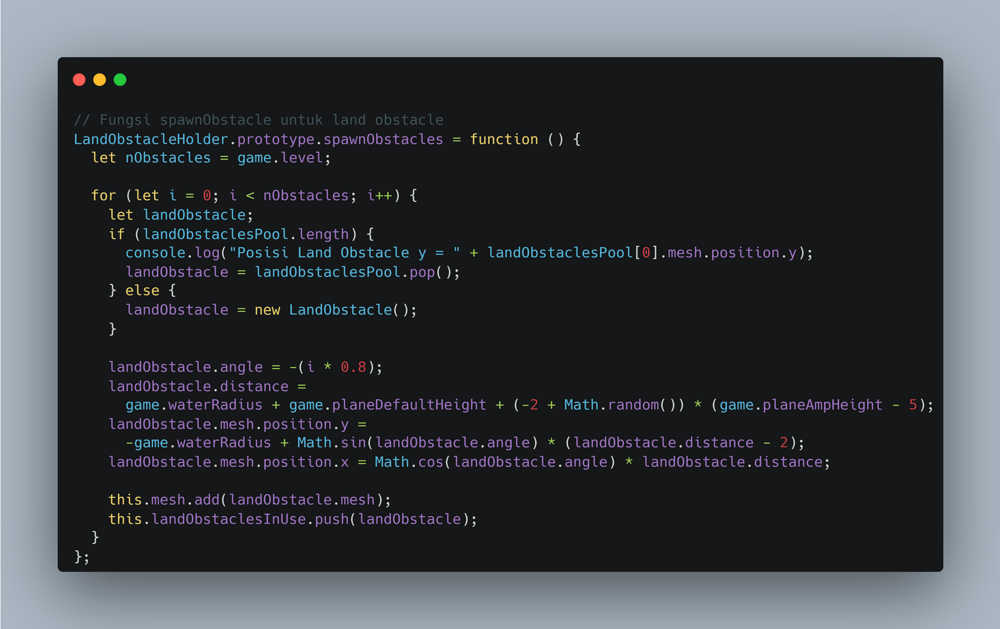 // Fungsi spawnObstacle untuk land obstacle
LandObstacleHolder.prototype.spawnObstacles = function () {
  let nObstacles = game.level;

  for (let i = 0; i < nObstacles; i++) {
    let landObstacle;
    if (landObstaclesPool.length) {
      console.log("Posisi Land Obstacle y = " + landObstaclesPool[0].mesh.position.y);
      landObstacle = landObstaclesPool.pop();
    } else {
      landObstacle = new LandObstacle();
    }

    landObstacle.angle = -(i * 0.8);
    landObstacle.distance =
      game.waterRadius + game.planeDefaultHeight + (-2 + Math.random()) * (game.planeAmpHeight - 5);
    landObstacle.mesh.position.y =
      -game.waterRadius + Math.sin(landObstacle.angle) * (landObstacle.distance - 2);
    landObstacle.mesh.position.x = Math.cos(landObstacle.angle) * landObstacle.distance;

    this.mesh.add(landObstacle.mesh);
    this.landObstaclesInUse.push(landObstacle);
  }
};